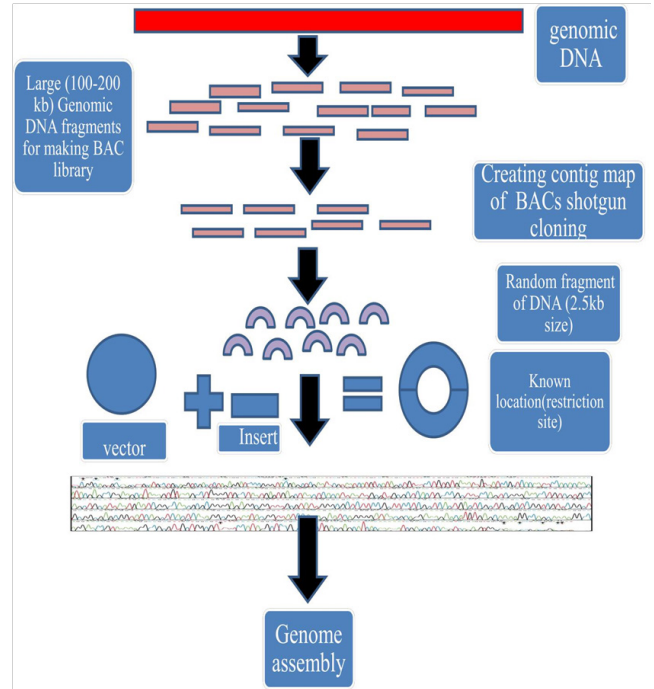 genomic
DNA
Large (100-200
kb) Genomic
DNA fragments
for making BAC
library
Creating contig map
of BACs shotgun
cloning
Random fragment
of DNA (2.5kb
size)
Known
location(restriction
site)
vector
Insert
Genome
assembly